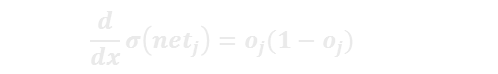 d/dx σ(net_j) = o_j(1 − o_j)